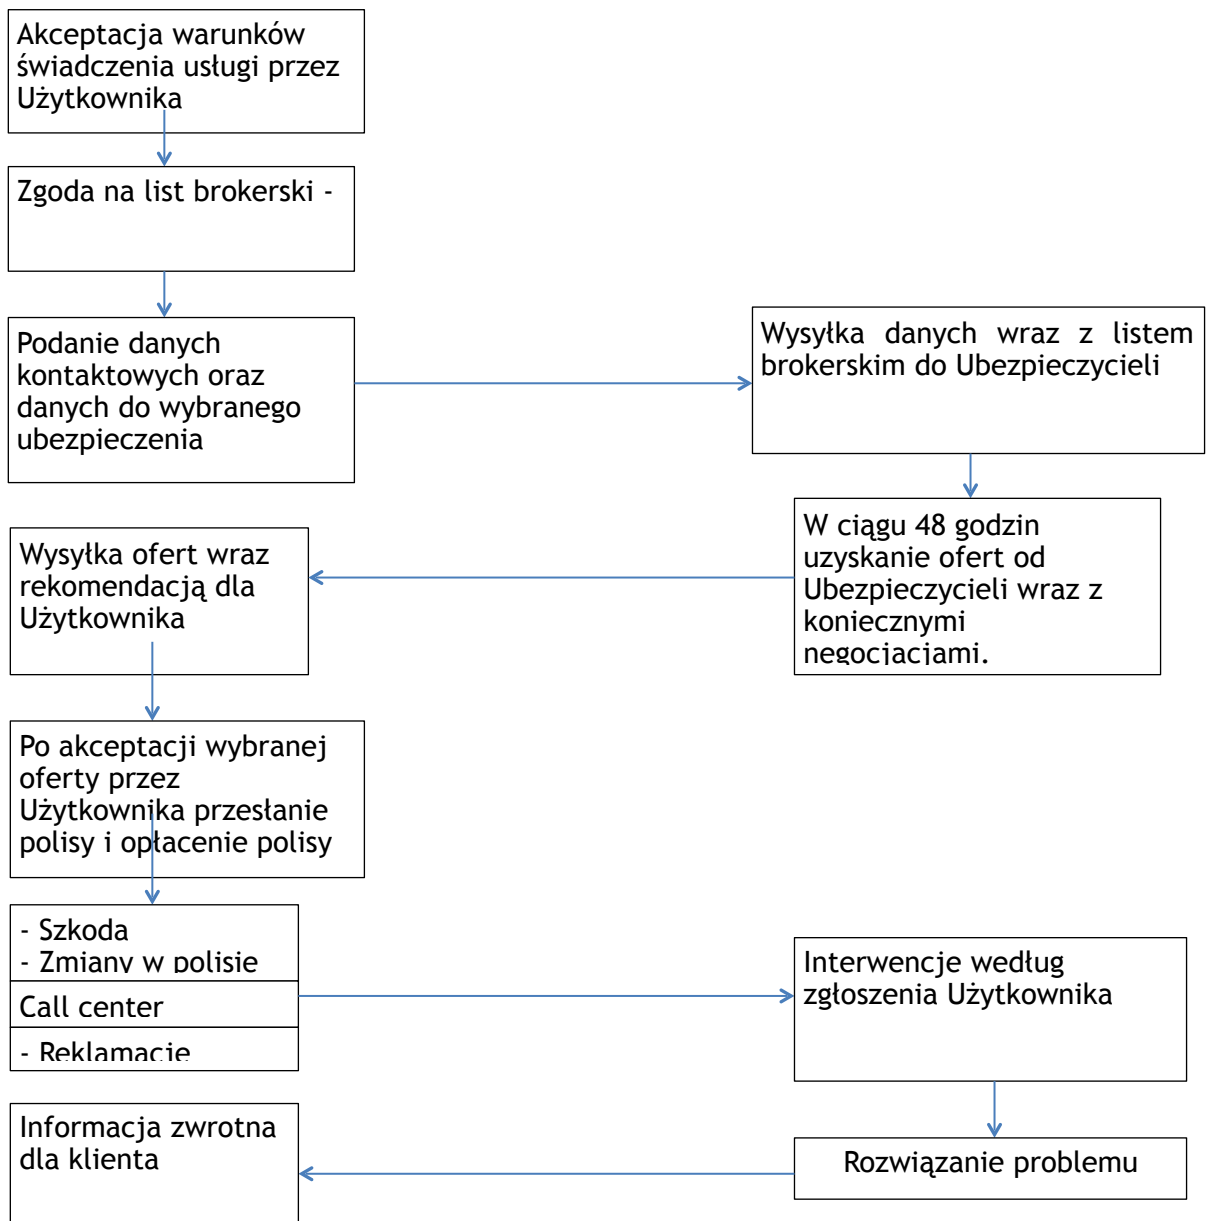 Akceptacja warunków
świadczenia usługi przez
Użytkownika
Zgoda na list brokerski -
Podanie danych
kontaktowych oraz
danych do wybranego
ubezpieczenia
Wysyłka danych wraz z listem
brokerskim do Ubezpieczycieli
W ciągu 48 godzin
uzyskanie ofert od
Ubezpieczycieli wraz z
koniecznymi
negocjacjami.
Wysyłka ofert wraz
rekomendacją dla
Użytkownika
Po akceptacji wybranej
oferty przez
Użytkownika przesłanie
polisy i opłacenie polisy
- Szkoda
- Zmiany w polisie
Call center
- Reklamacje
Interwencje według
zgłoszenia Użytkownika
Rozwiązanie problemu
Informacja zwrotna
dla klienta